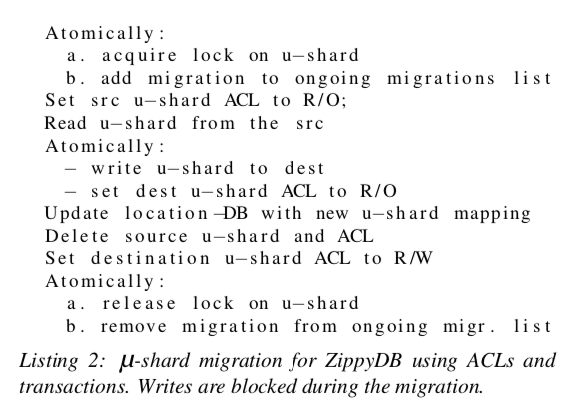 Atomically:
a. acquire lock on u−shard
b. add migration to ongoing migrations list
Set src u−shard ACL to R/O;
Read u−shard from the src
Atomically:
− write u−shard to dest
− set dest u−shard ACL to R/O
Update location−DB with new u−shard mapping
Delete source u−shard and ACL
Set destination u−shard ACL to R/W
Atomically:
a. release lock on u−shard
b. remove migration from ongoing migr. list
Listing 2: μ-shard migration for ZippyDB using ACLs and
transactions. Writes are blocked during the migration.